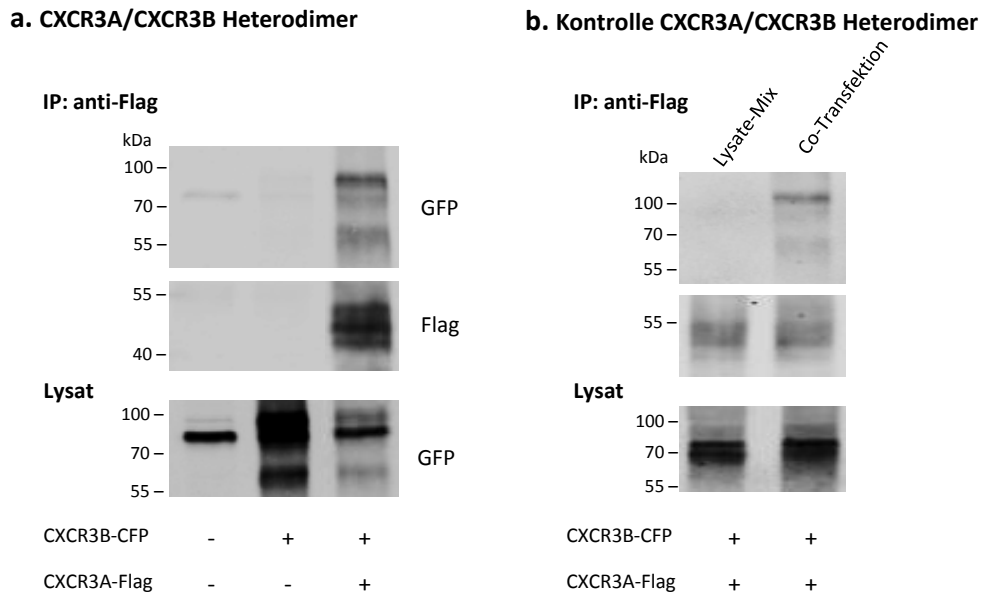 a. CXCR3A/CXCR3B Heterodimer
IP: anti-Flag
kDa
100
70
55
GFP
55
40
Flag
Lysat
100
70
55
GFP
CXCR3B-CFP - + +
CXCR3A-Flag - - +
b. Kontrolle CXCR3A/CXCR3B Heterodimer
IP: anti-Flag
Lysate-Mix
Co-Transfektion
kDa
100
70
55
55
Lysat
100
70
55
CXCR3B-CFP + +
CXCR3A-Flag + +